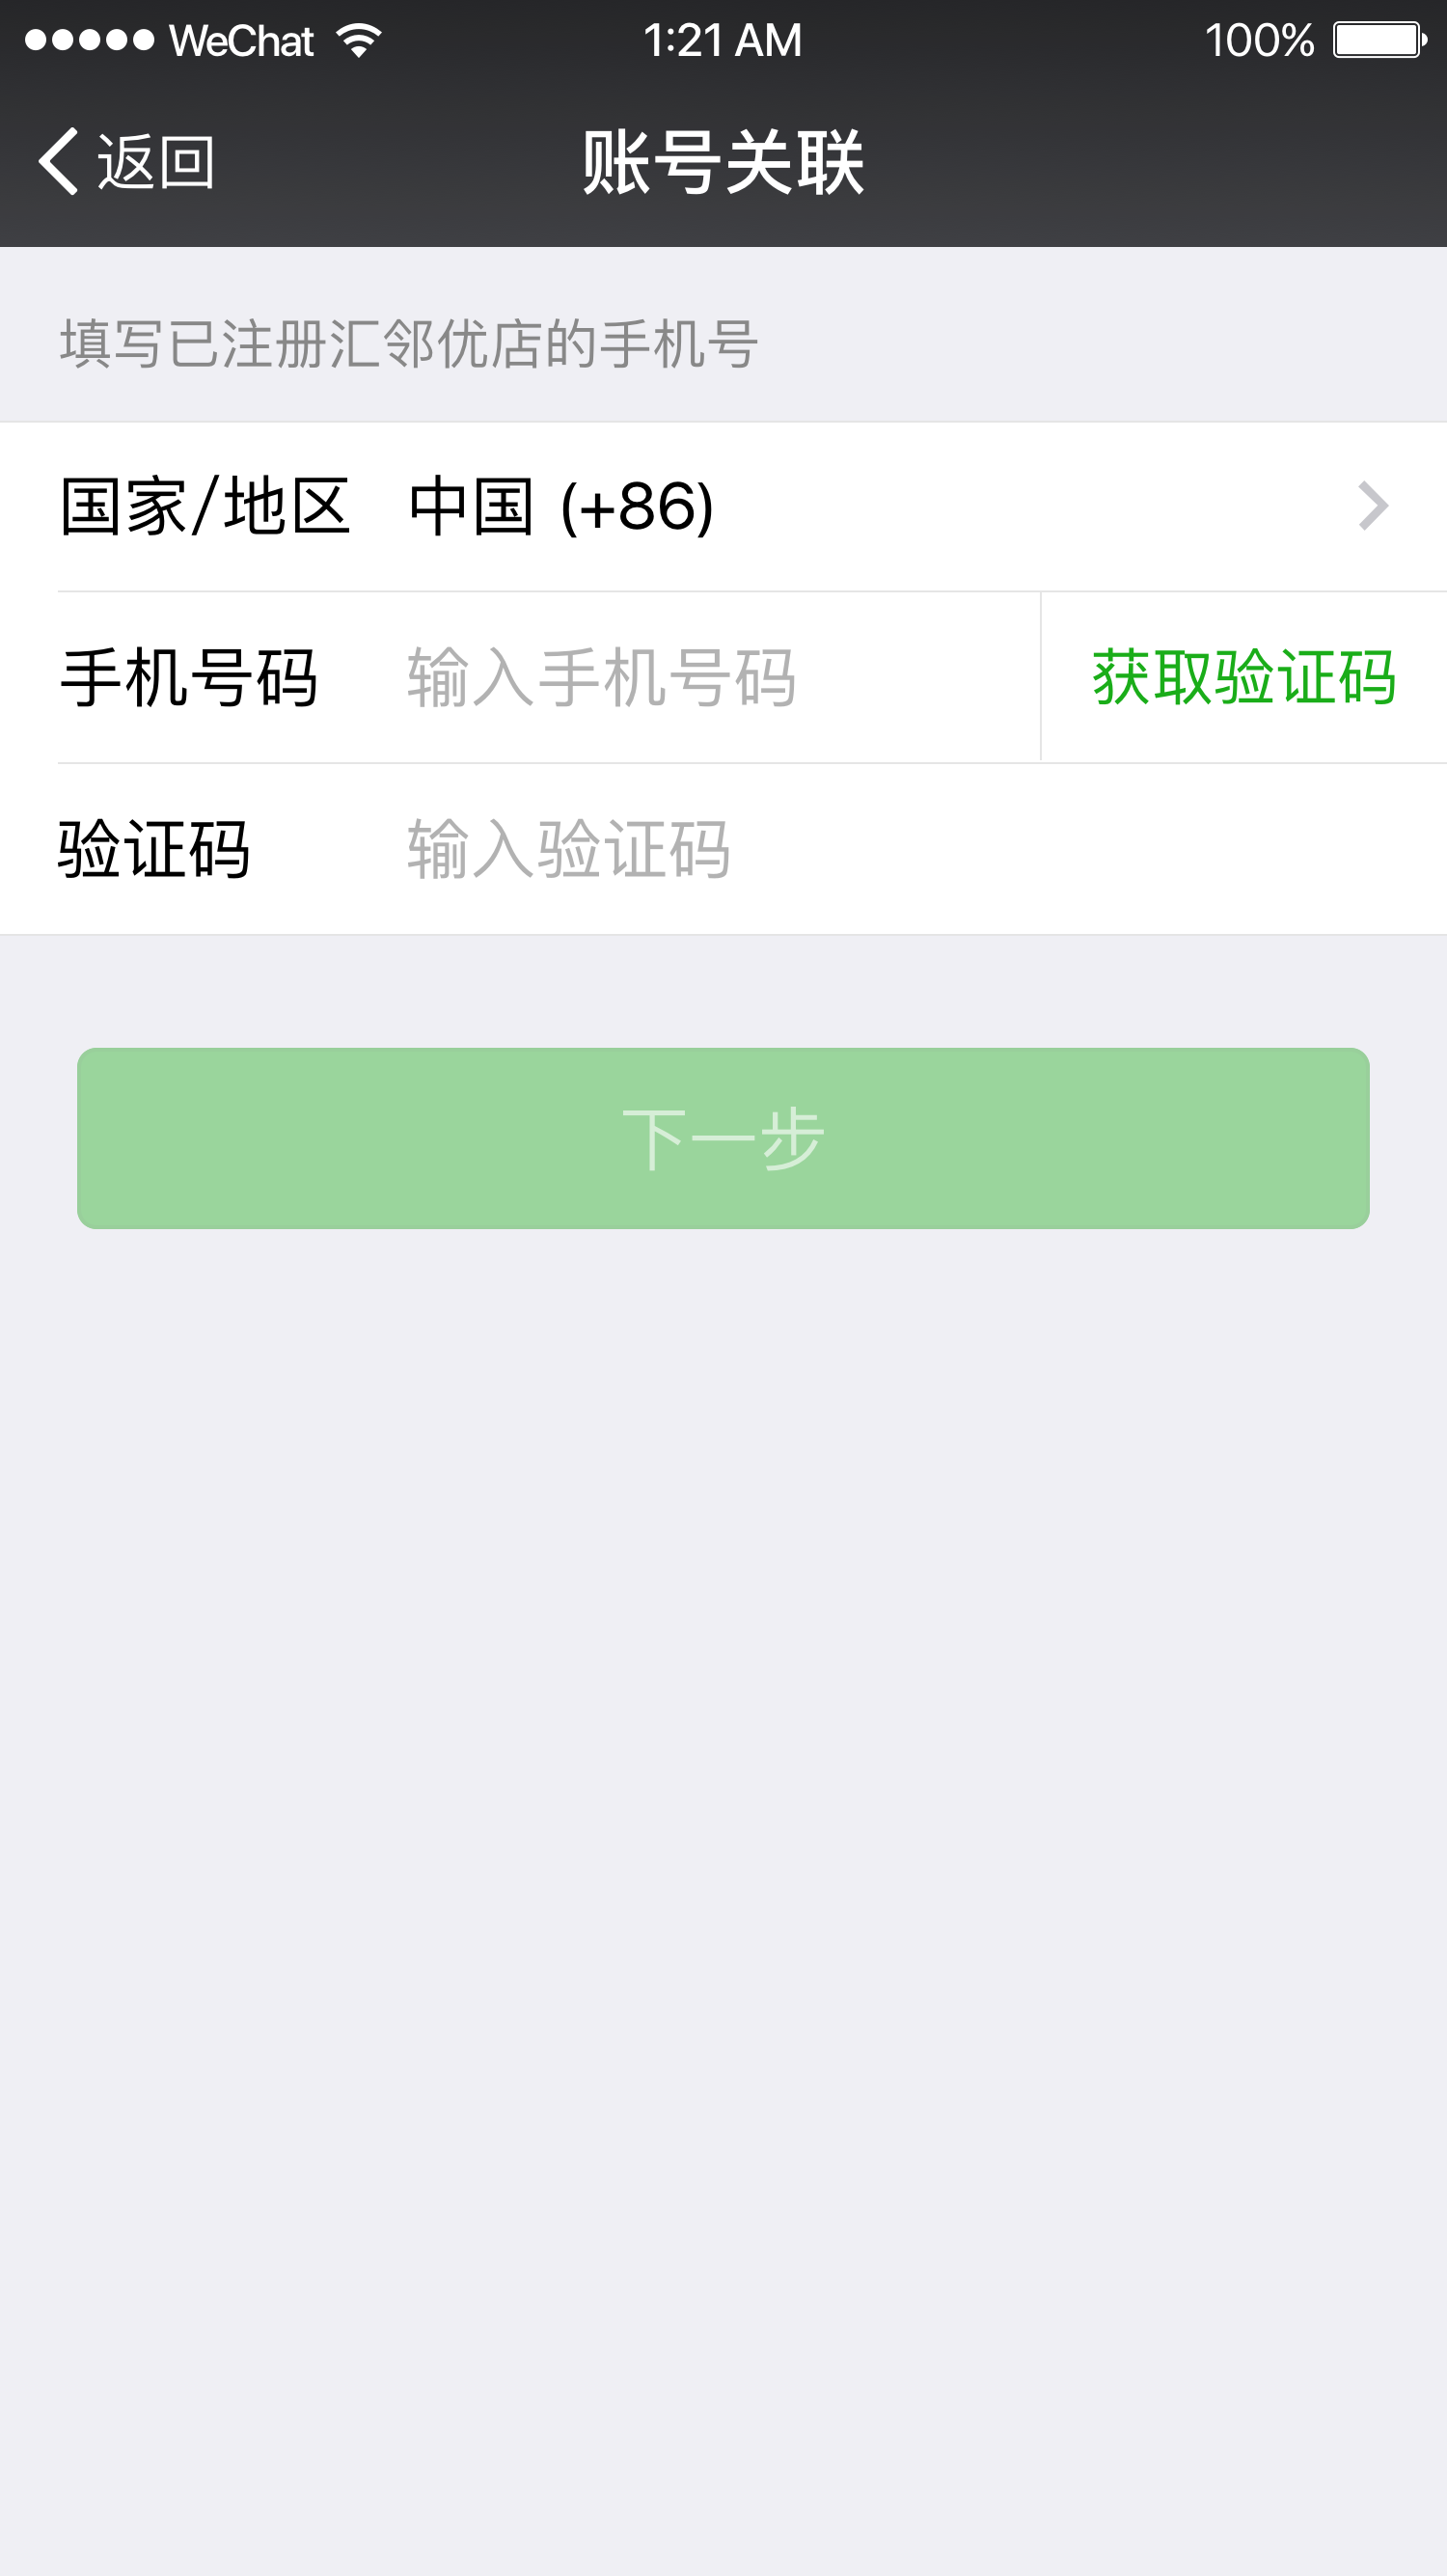 WeChat 1:21 AM 100%
返回 账号关联
填写已注册汇邻优店的手机号
国家/地区 中国 (+86)
手机号码 输入手机号码 获取验证码
验证码 输入验证码
下一步